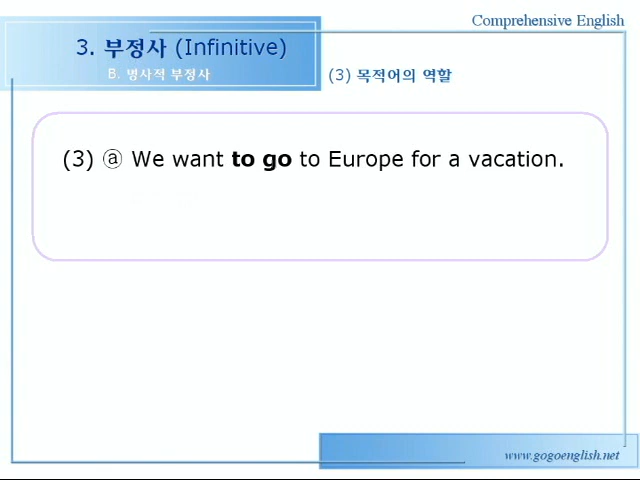 Comprehensive English
3. 부정사 (Infinitive)
B. 명사적 부정사
(3) 목적어의 역할
(3) ⓐ We want to go to Europe for a vacation.
www.gogoenglish.net